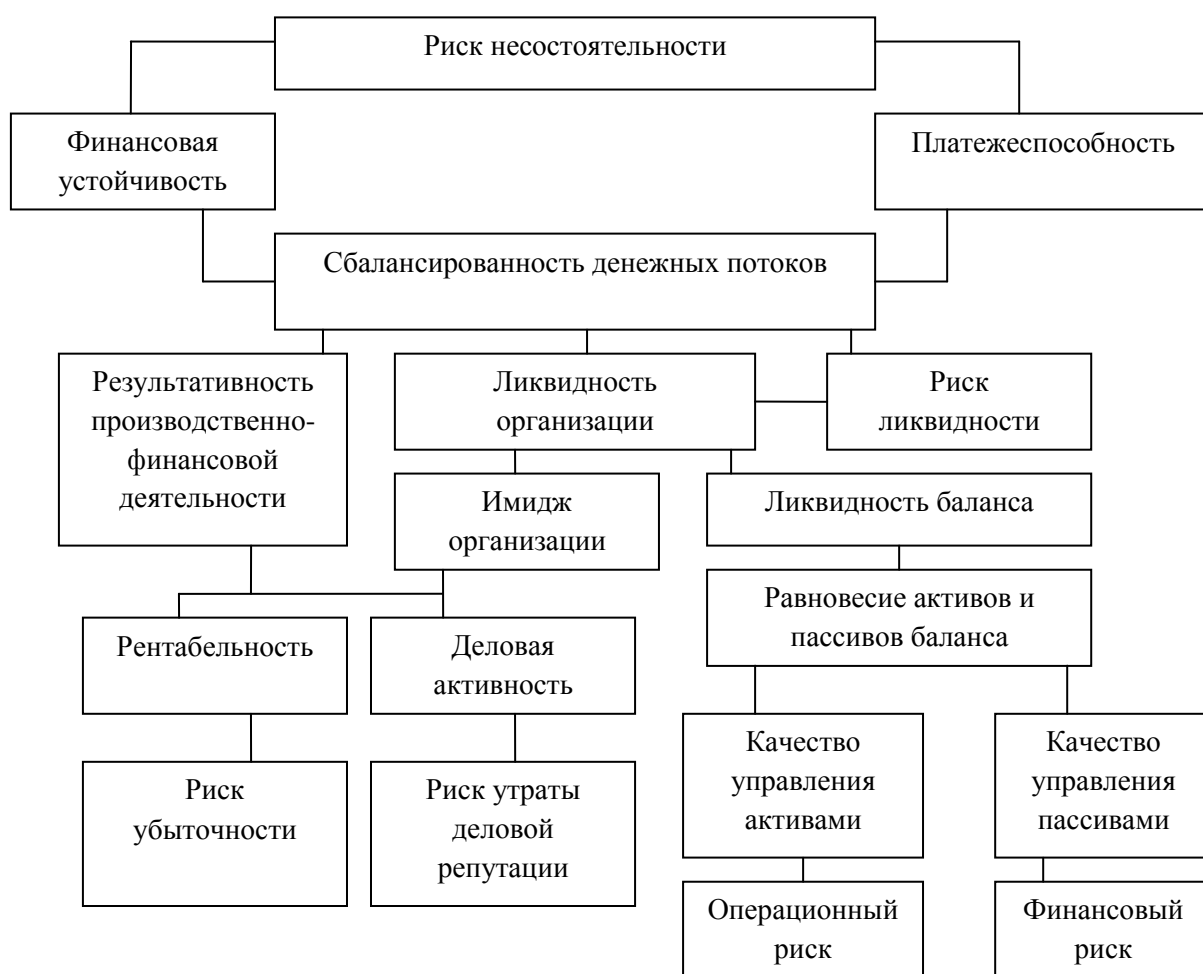 Риск несостоятельности
Финансовая
устойчивость
Платежеспособность
Сбалансированность денежных потоков
Результативность
производственно-
финансовой
деятельности
Ликвидность
организации
Риск
ликвидности
Имидж
организации
Ликвидность баланса
Равновесие активов и
пассивов баланса
Рентабельность
Деловая
активность
Качество
управления
активами
Качество
управления
пассивами
Риск
убыточности
Риск утраты
деловой
репутации
Операционный
риск
Финансовый
риск